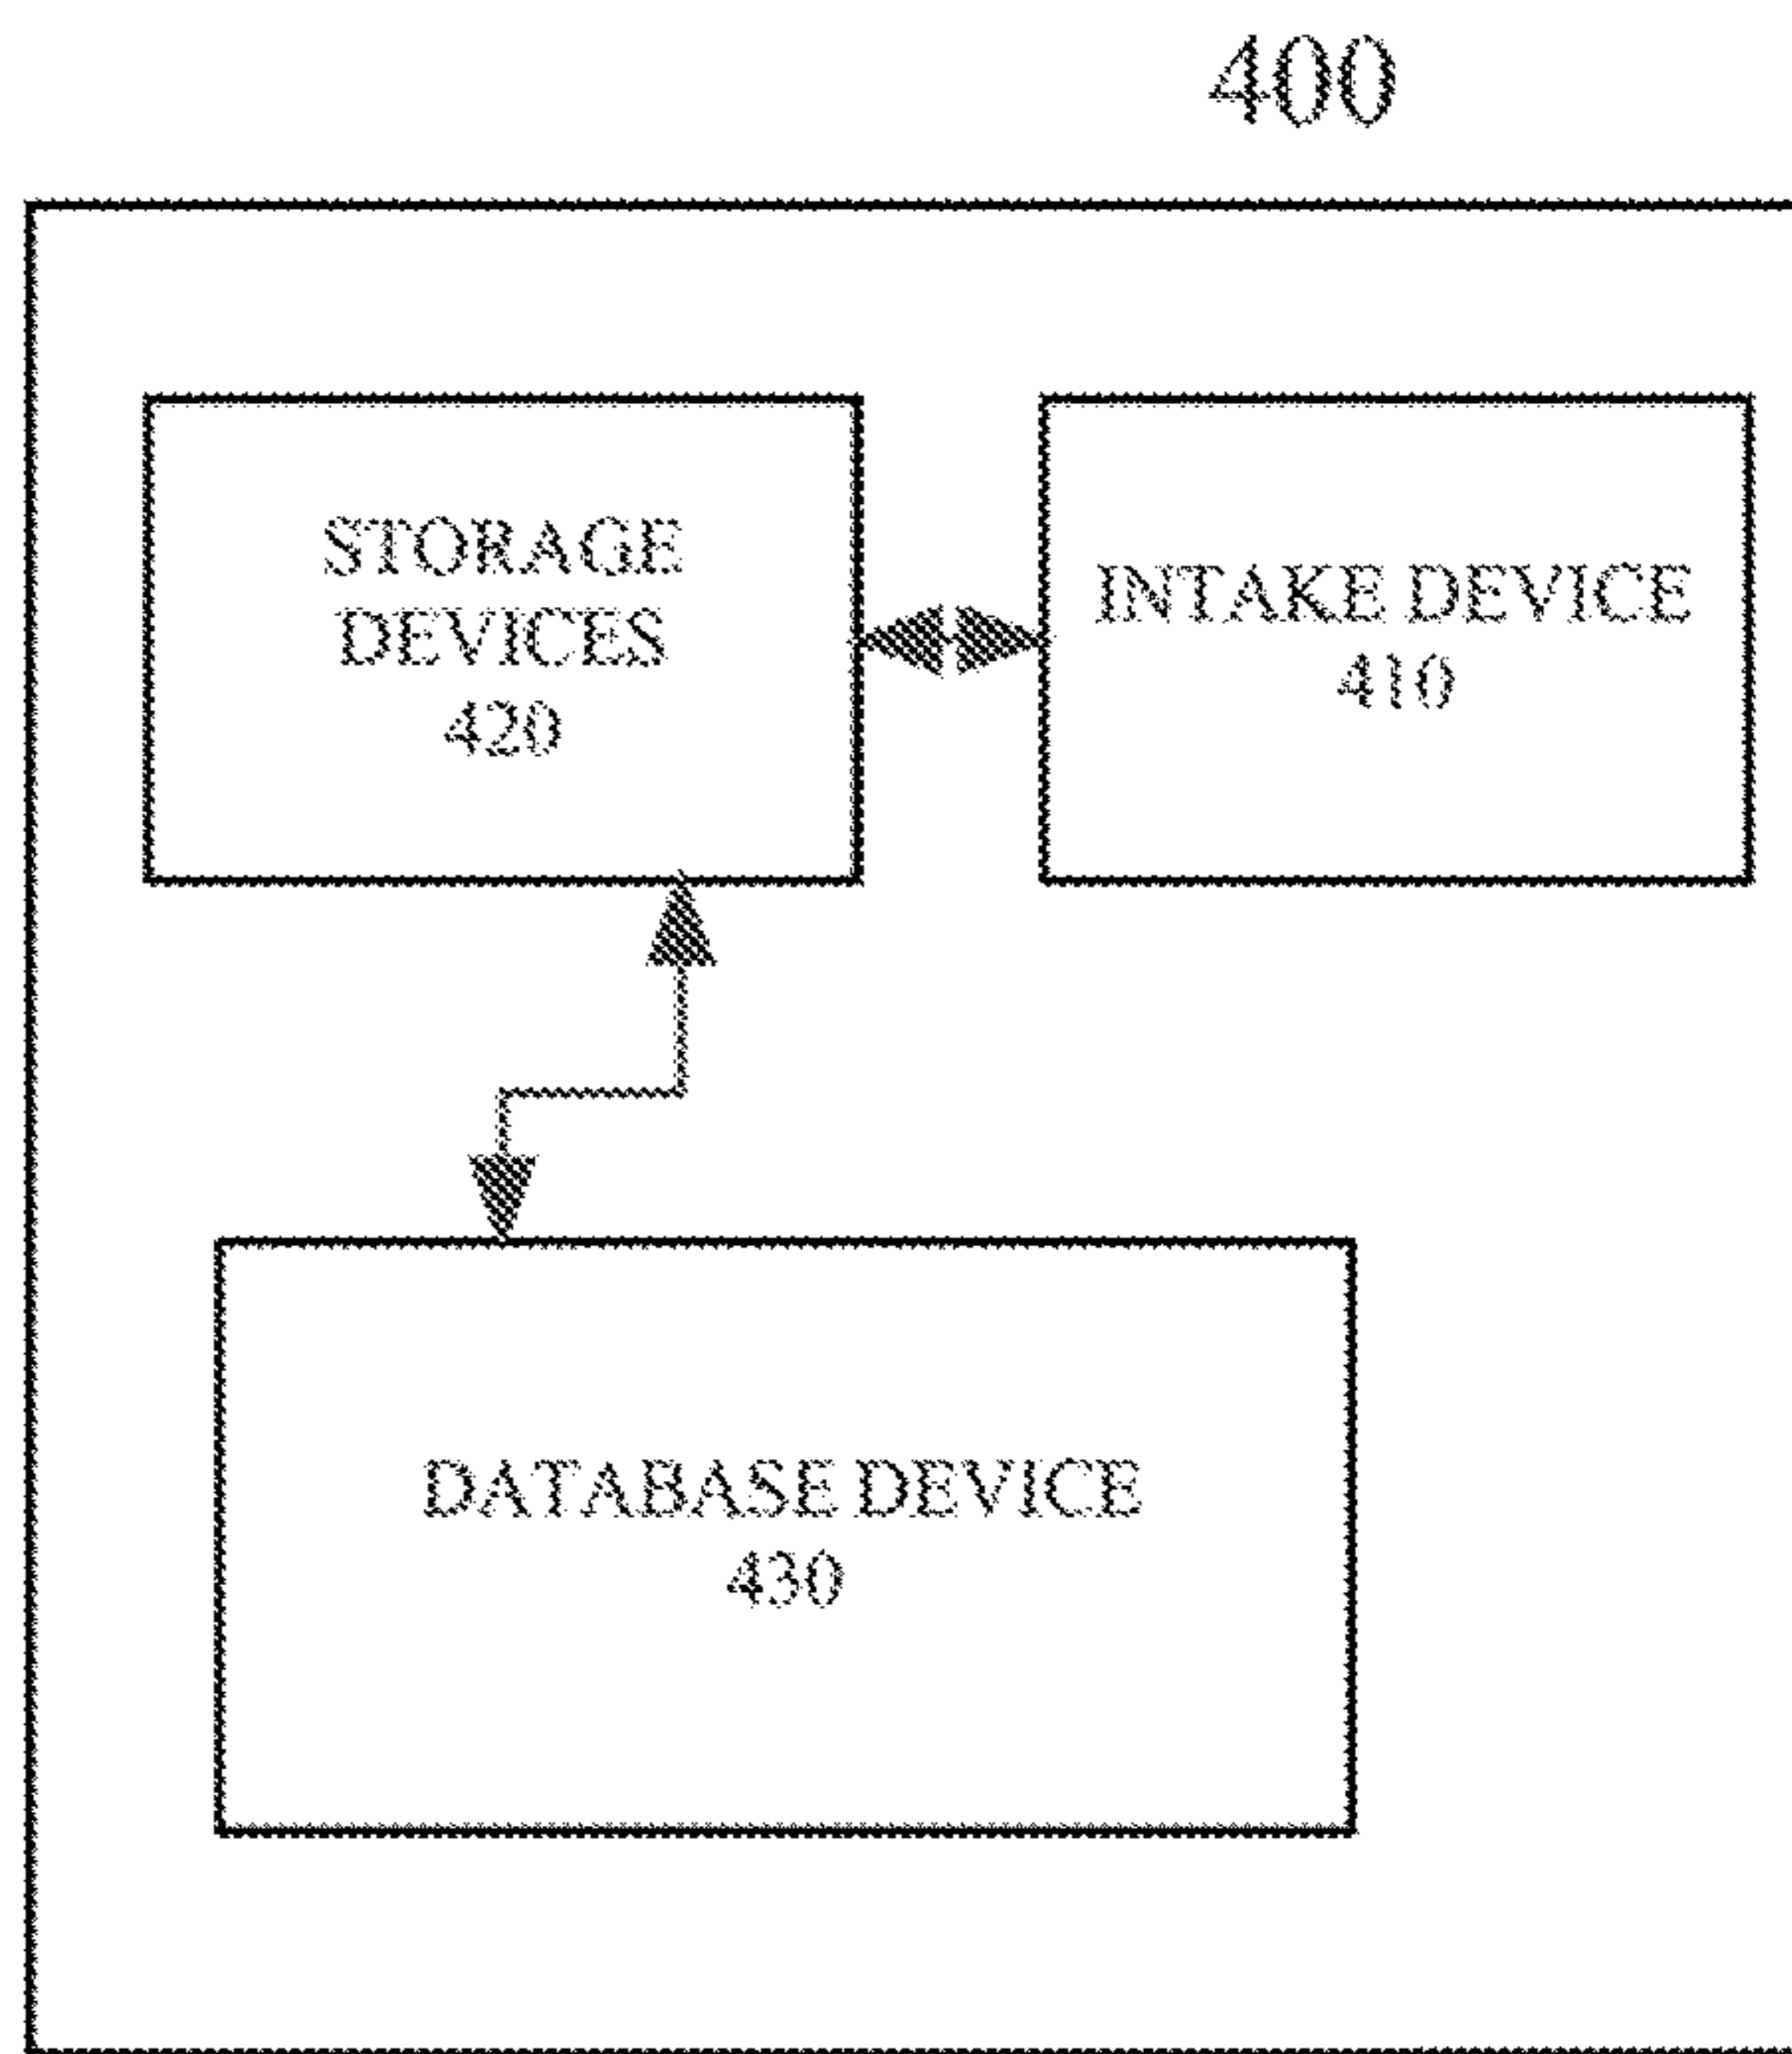 400
STORAGE
DEVICES
420
INTAKE DEVICE
410
DATABASE DEVICE
430